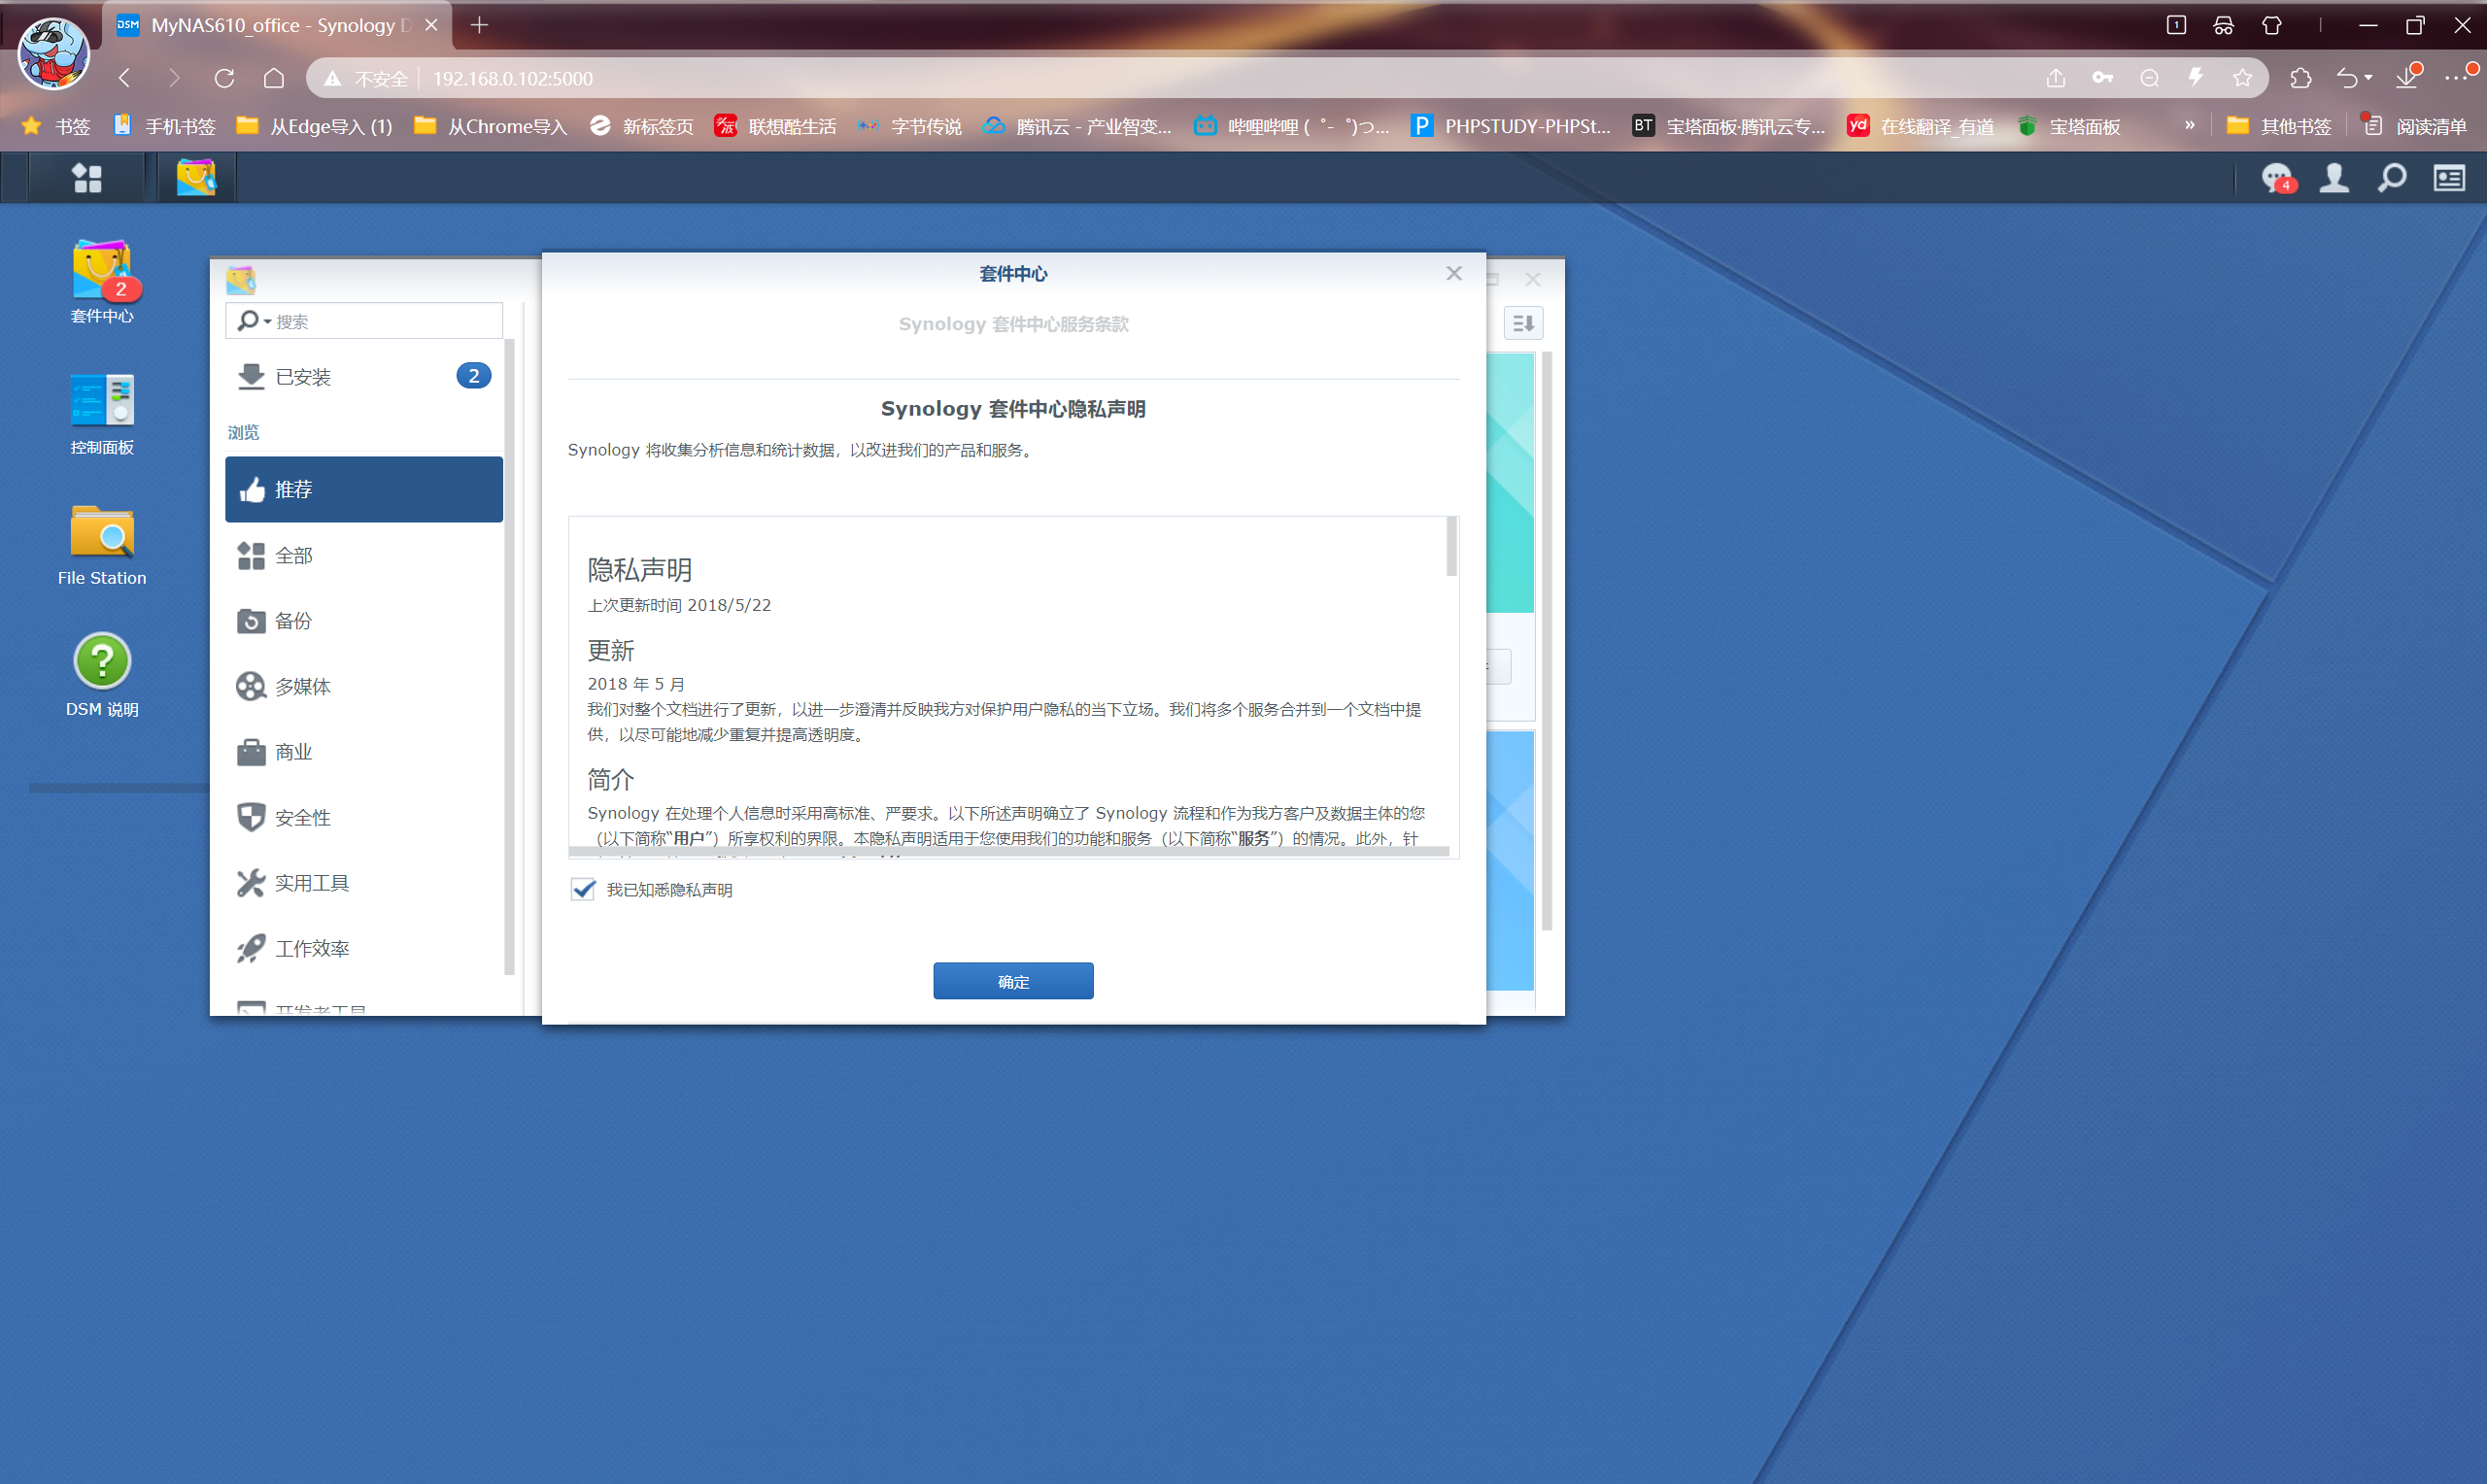 MyNAS610_office - Synology D
1
不安全
192.168.0.102:5000
书签
手机书签
从Edge导入 (1)
从Chrome导入
新标签页
联想酷生活
字节传说
腾讯云 - 产业智变...
哔哩哔哩 (゜-゜)つ...
PHPSTUDY-PHPSt...
宝塔面板·腾讯云专...
在线翻译_有道
宝塔面板
»
其他书签
阅读清单
4
2
套件中心
控制面板
File Station
DSM 说明
搜索
已安装
2
浏览
推荐
全部
备份
多媒体
商业
安全性
实用工具
工作效率
开发者工具
套件中心
Synology 套件中心服务条款
Synology 套件中心隐私声明
Synology 将收集分析信息和统计数据，以改进我们的产品和服务。
隐私声明
上次更新时间 2018/5/22
更新
2018 年 5 月
我们对整个文档进行了更新，以进一步澄清并反映我方对保护用户隐私的当下立场。我们将多个服务合并到一个文档中提
供，以尽可能地减少重复并提高透明度。
简介
Synology 在处理个人信息时采用高标准、严要求。以下所述声明确立了 Synology 流程和作为我方客户及数据主体的您
（以下简称“用户”）所享权利的界限。本隐私声明适用于您使用我们的功能和服务（以下简称“服务”）的情况。此外，针
我已知悉隐私声明
确定